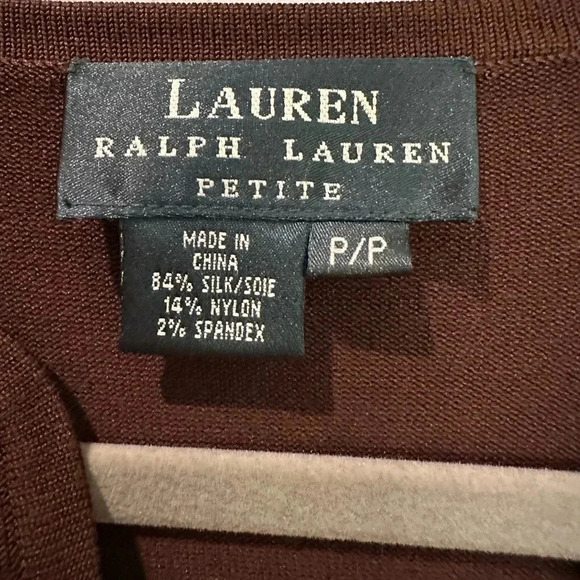 LAUREN
RALPH LAUREN
PETITE
MADE IN
CHINA
84% SILK/SOIE
14% NYLON
2% SPANDEX
P/P